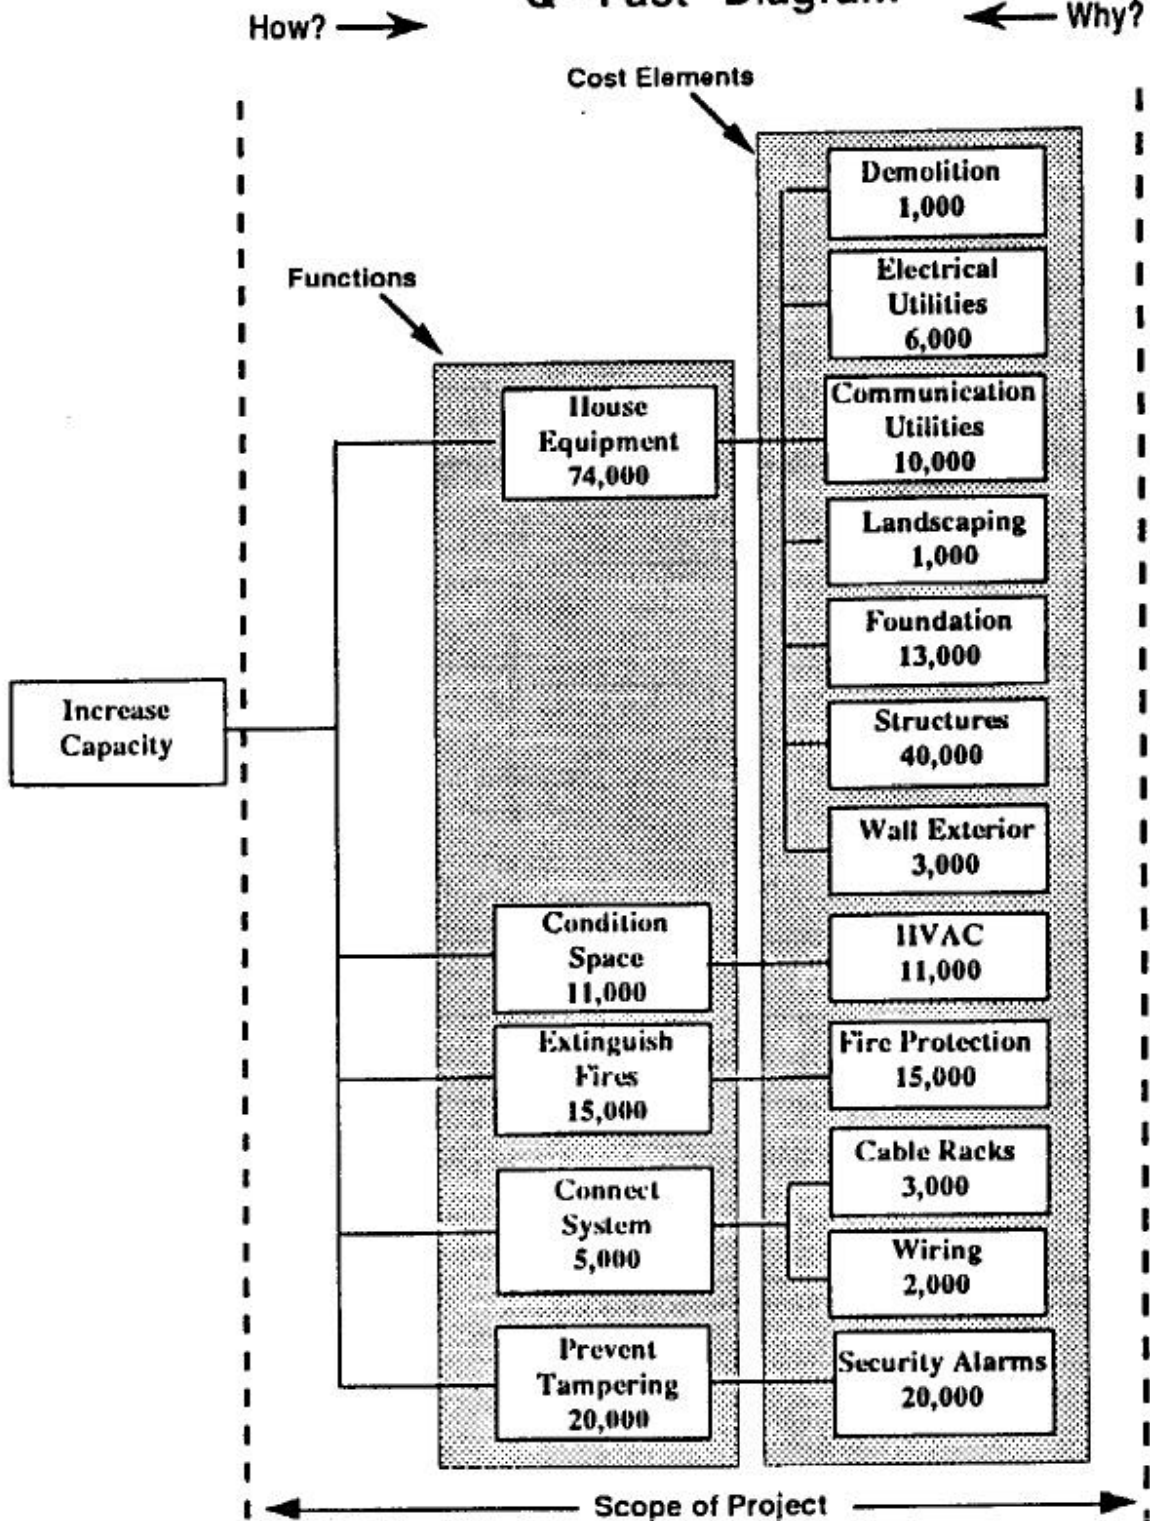 Q - Fast Diagram
How?
Why?
Cost Elements
Demolition
1,000
Electrical
Utilities
6,000
Functions
House
Equipment
74,000
Communication
Utilities
10,000
Landscaping
1,000
Foundation
13,000
Increase
Capacity
Structures
40,000
Wall Exterior
3,000
Condition
Space
11,000
HVAC
11,000
Extinguish
Fires
15,000
Fire Protection
15,000
Connect
System
5,000
Cable Racks
3,000
Wiring
2,000
Prevent
Tampering
20,000
Security Alarms
20,000
Scope of Project